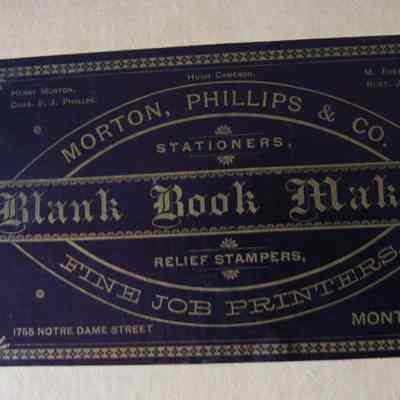 Hugh Cameron.
Henry Morton,
Chas. P. J. Phillps.
MORTON, PHILLIPS & CO.
STATIONERS,
Blank Book Mak
RELIEF STAMPERS,
FINE JOB PRINTERS
1755 NOTRE DAME STREET
MONT